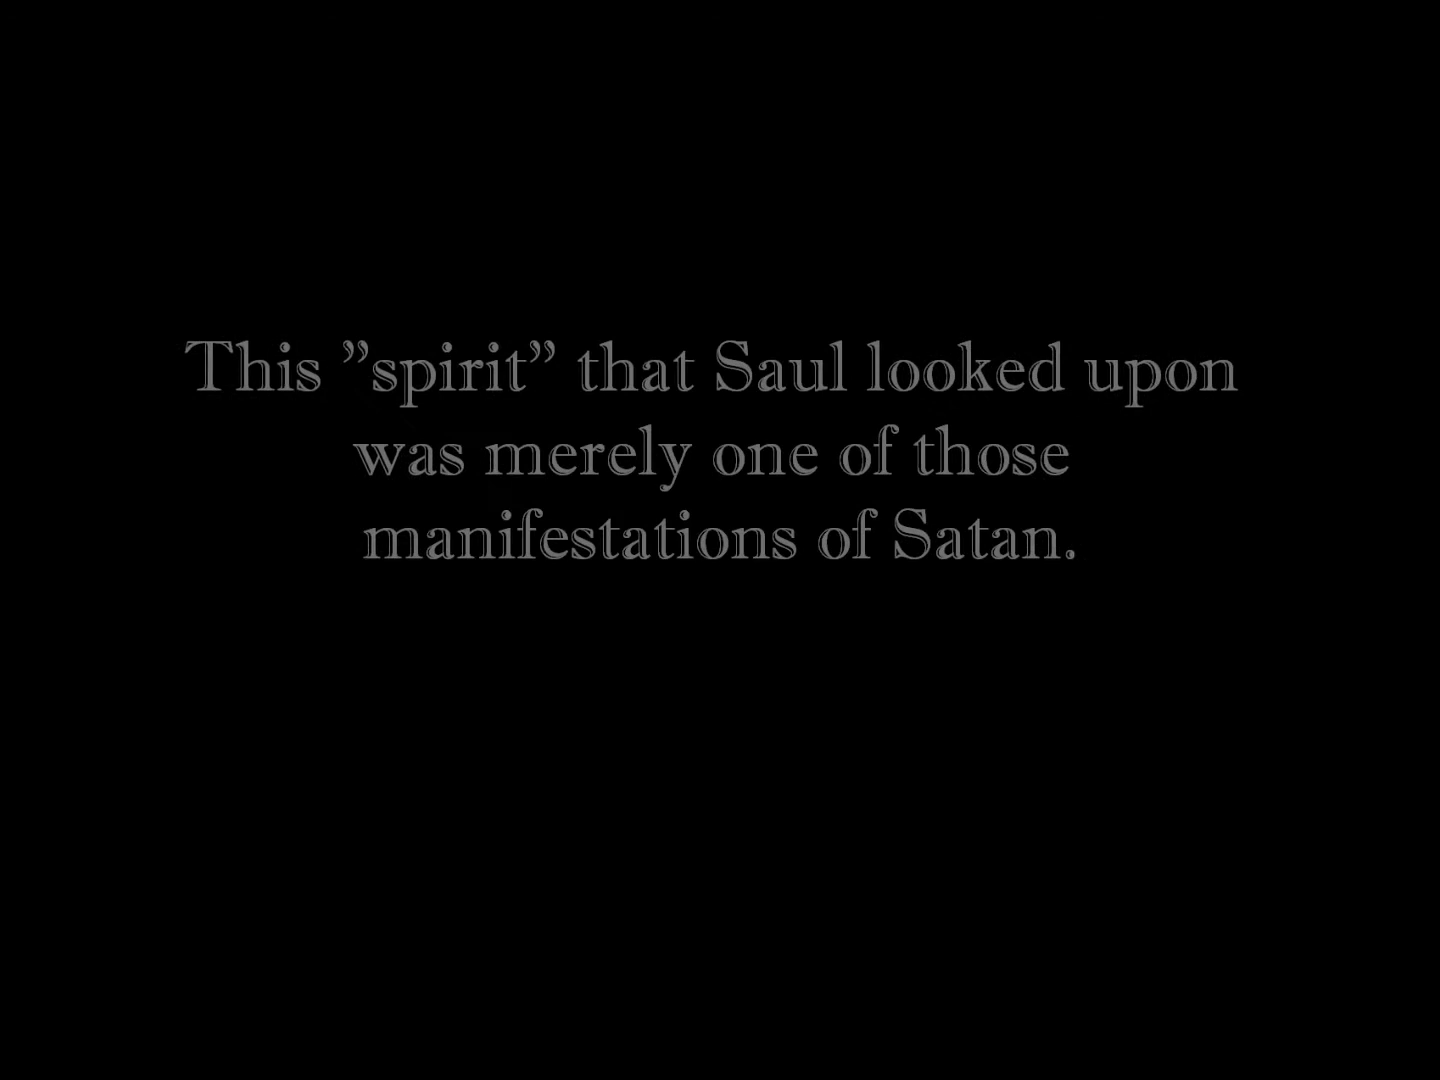 This ”spirit” that Saul looked upon
was merely one of those
manifestations of Satan.